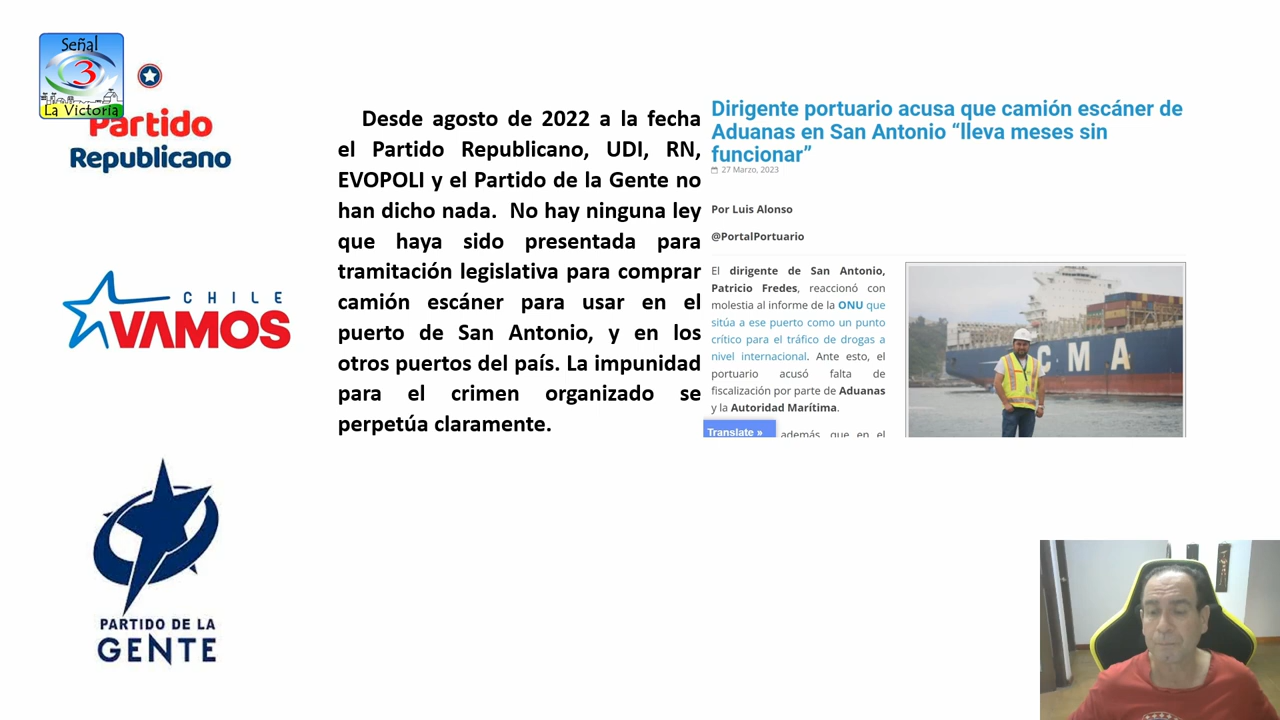 Señal
3
La Victoria
Partido
Republicano
CHILE
VAMOS
PARTIDO DE LA
GENTE
Desde agosto de 2022 a la fecha
el Partido Republicano, UDI, RN,
EVOPOLI y el Partido de la Gente no
han dicho nada. No hay ninguna ley
que haya sido presentada para
tramitación legislativa para comprar
camión escáner para usar en el
puerto de San Antonio, y en los
otros puertos del país. La impunidad
para el crimen organizado se
perpetúa claramente.
Dirigente portuario acusa que camión escáner de
Aduanas en San Antonio “lleva meses sin
funcionar”
27 Marzo, 2023
Por Luis Alonso
@PortalPortuario
El dirigente de San Antonio,
Patricio Fredes, reaccionó con
molestia al informe de la ONU que
sitúa a ese puerto como un punto
crítico para el tráfico de drogas a
nivel internacional. Ante esto, el
portuario acusó falta de
fiscalización por parte de Aduanas
y la Autoridad Marítima.
además, que en el
Translate »
CMA